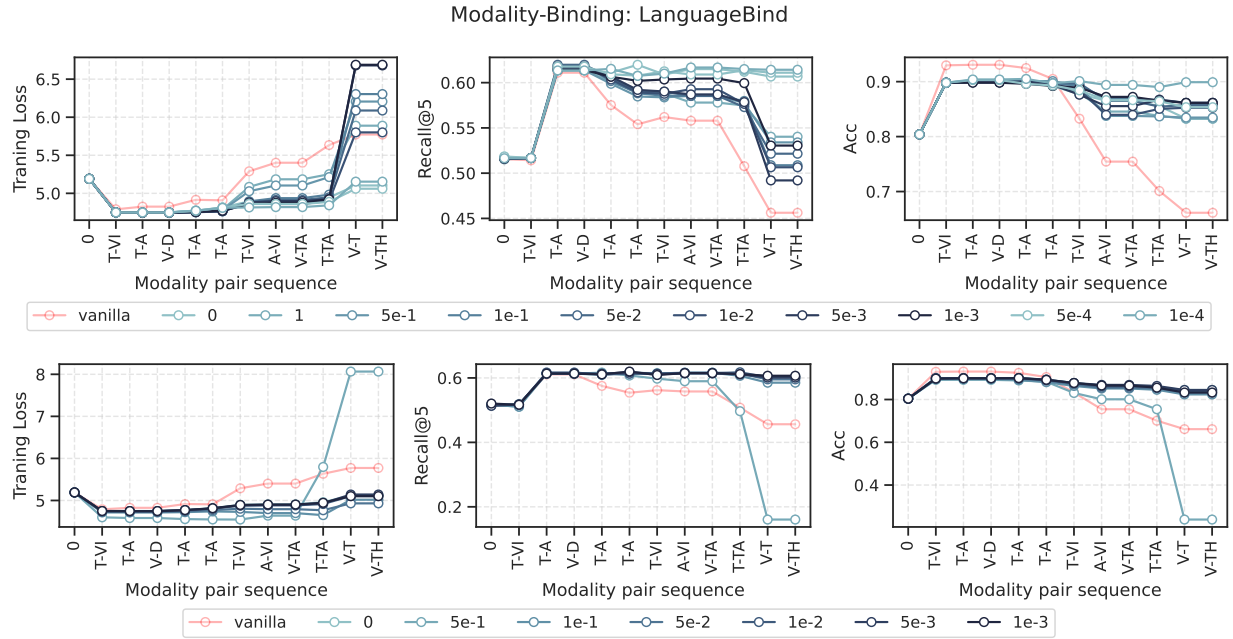 Modality-Binding: LanguageBind
Traning Loss
6.5
6.0
5.5
5.0
0 T-VI T-A V-D T-A T-A T-VI A-VI V-TA T-TA V-T V-TH
Modality pair sequence
Recall@5
0.60
0.55
0.50
0.45
0 T-VI T-A V-D T-A T-A T-VI A-VI V-TA T-TA V-T V-TH
Modality pair sequence
Acc
0.9
0.8
0.7
0 T-VI T-A V-D T-A T-A T-VI A-VI V-TA T-TA V-T V-TH
Modality pair sequence
vanilla 0 1 5e-1 1e-1 5e-2 1e-2 5e-3 1e-3 5e-4 1e-4
Traning Loss
8
7
6
5
0 T-VI T-A V-D T-A T-A T-VI A-VI V-TA T-TA V-T V-TH
Modality pair sequence
Recall@5
0.6
0.4
0.2
0 T-VI T-A V-D T-A T-A T-VI A-VI V-TA T-TA V-T V-TH
Modality pair sequence
Acc
0.8
0.6
0.4
0 T-VI T-A V-D T-A T-A T-VI A-VI V-TA T-TA V-T V-TH
Modality pair sequence
vanilla 0 5e-1 1e-1 5e-2 1e-2 5e-3 1e-3